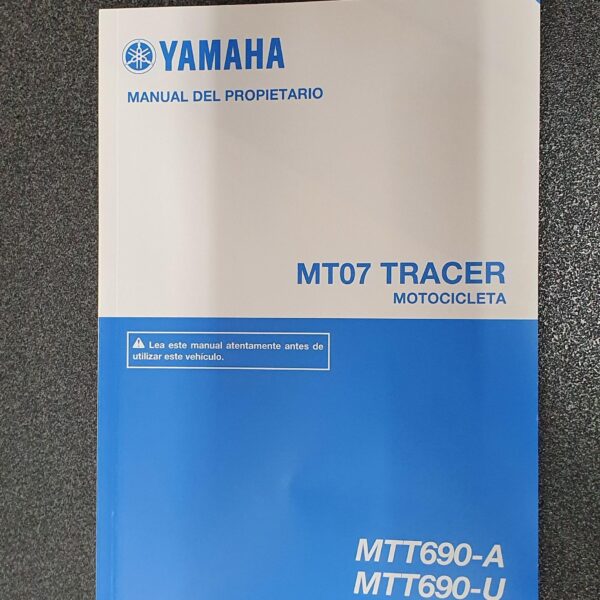 YAMAHA
MANUAL DEL PROPIETARIO
MT07 TRACER
MOTOCICLETA
⚠ Lea este manual atentamente antes de
utilizar este vehículo.
MTT690-A
MTT690-U